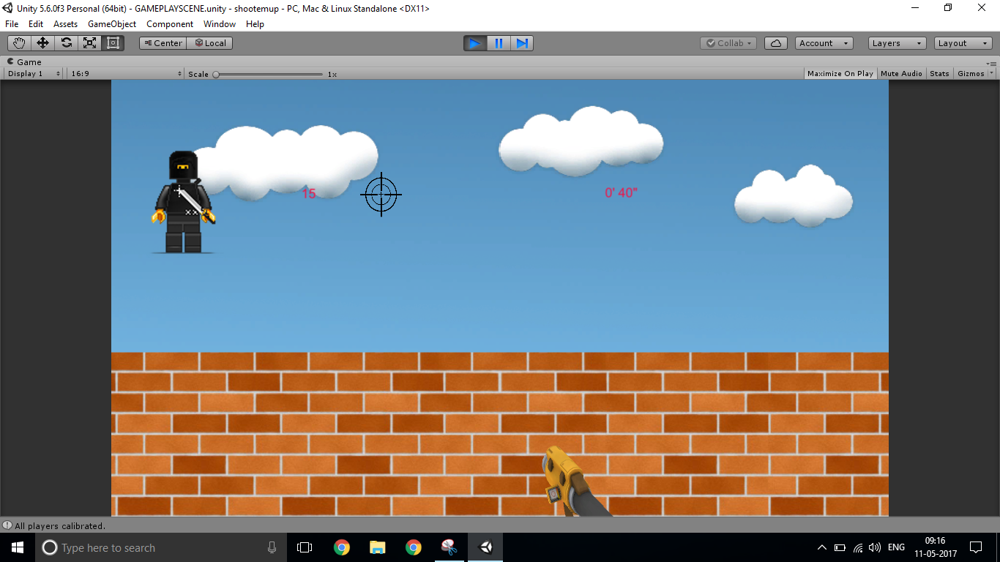 Unity 5.6.0f3 Personal (64bit) - GAMEPLAYSCENE.unity - shootemup - PC, Mac & Linux Standalone <DX11>
File Edit Assets GameObject Component Window Help
Center Local Collab Account Layers Layout
Game
Display 1 16:9 Scale 1x Maximize On Play Mute Audio Stats Gizmos
15 0' 40"
All players calibrated.
Type here to search ENG 09:16
11-05-2017